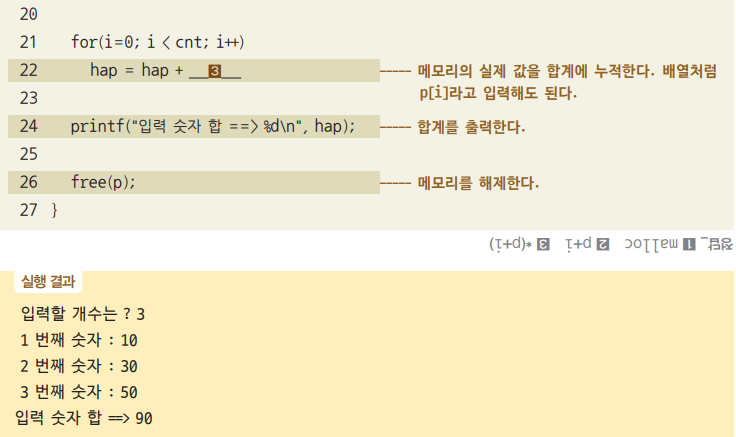 20
21 for(i=0; i < cnt; i++)
22 hap = hap + __3__ ----- 메모리의 실제 값을 합계에 누적한다. 배열처럼
p[i]라고 입력해도 된다.
23
24 printf("입력 숫자 합 ==> %d\n", hap); ----- 합계를 출력한다.
25
26 free(p); ----- 메모리를 해제한다.
27 }
정답_ 1 malloc 2 p+i 3 *(p+i)
실행 결과
입력할 개수는 ? 3
1 번째 숫자 : 10
2 번째 숫자 : 30
3 번째 숫자 : 50
입력 숫자 합 ==> 90